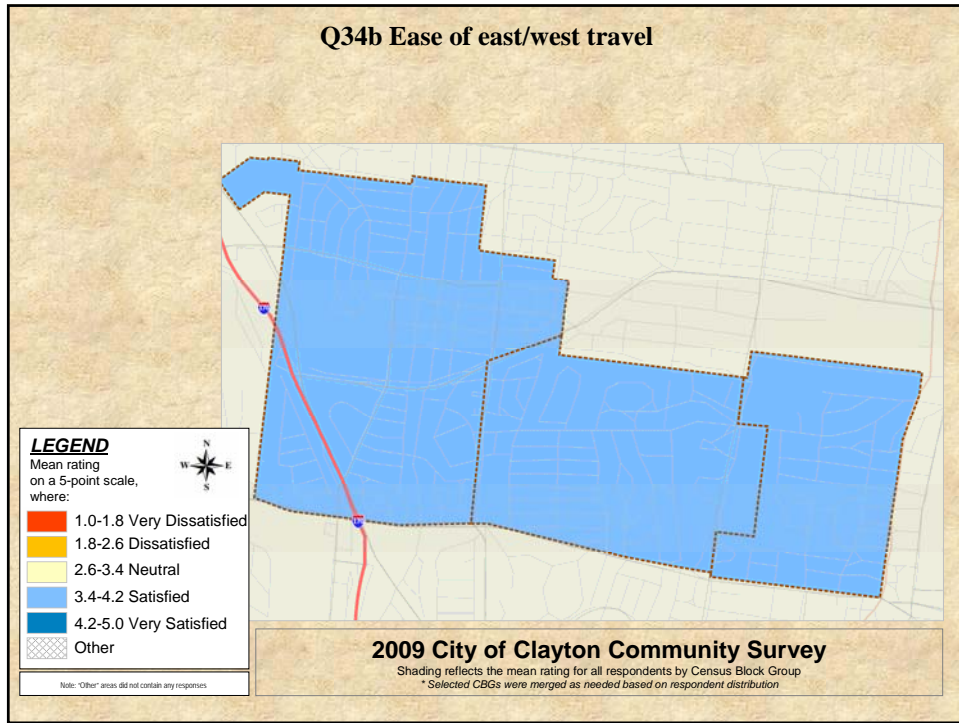 Q34b Ease of east/west travel
LEGEND
Mean rating
on a 5-point scale,
where:
N
W E
S
1.0-1.8 Very Dissatisfied
1.8-2.6 Dissatisfied
2.6-3.4 Neutral
3.4-4.2 Satisfied
4.2-5.0 Very Satisfied
Other
Note: "Other" areas did not contain any responses
2009 City of Clayton Community Survey
Shading reflects the mean rating for all respondents by Census Block Group
* Selected CBGs were merged as needed based on respondent distribution